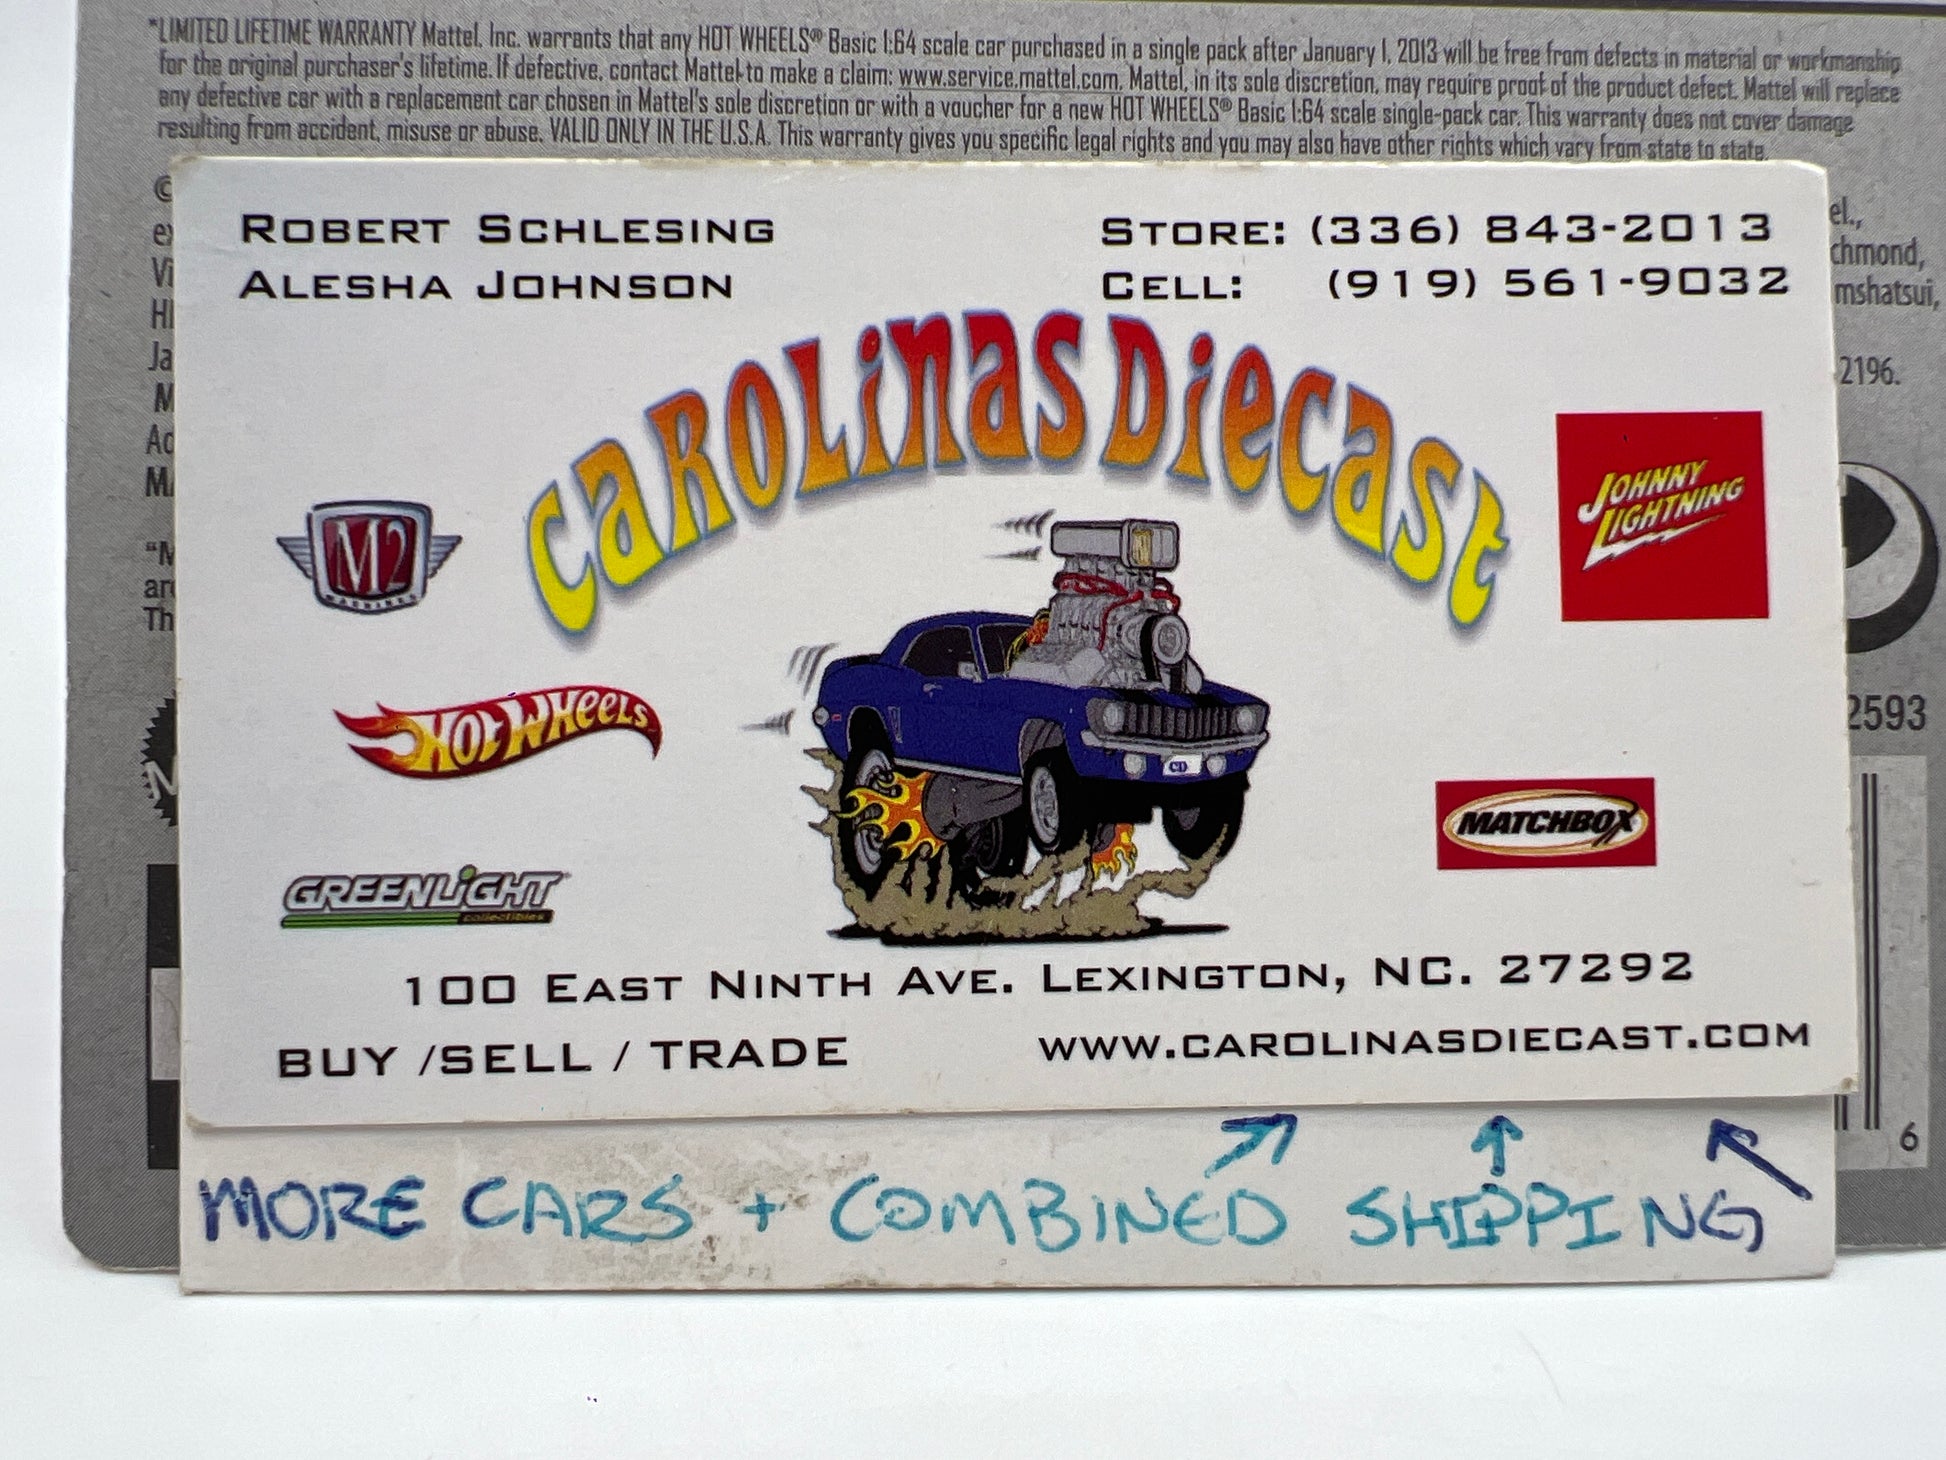 *LIMITED LIFETIME WARRANTY Mattel, Inc. warrants that any HOT WHEELS® Basic 1:64 scale car purchased in a single pack after January 1, 2013 will be free from defects in material or workmanship
for the original purchaser's lifetime. If defective, contact Mattel to make a claim: www.service.mattel.com. Mattel, in its sole discretion, may require proof of the product defect. Mattel will replace
any defective car with a replacement car chosen in Mattel's sole discretion or with a voucher for a new HOT WHEELS® Basic 1:64 scale single-pack car. This warranty does not cover damage
resulting from accident, misuse or abuse. VALID ONLY IN THE U.S.A. This warranty gives you specific legal rights and you may also have other rights which vary from state to state.
ROBERT SCHLESING
ALESHA JOHNSON
STORE: (336) 843-2013
CELL: (919) 561-9032
CAROLINAS DIECAST
M2
MACHINES
JOHNNY
LIGHTNING
HOT WHEELS
CD
MATCHBOX
GREENLIGHT
collectibles
100 EAST NINTH AVE. LEXINGTON, NC. 27292
BUY /SELL / TRADE
WWW.CAROLINASDIECAST.COM
MORE CARS + COMBINED SHIPPING
2196.
2593
6